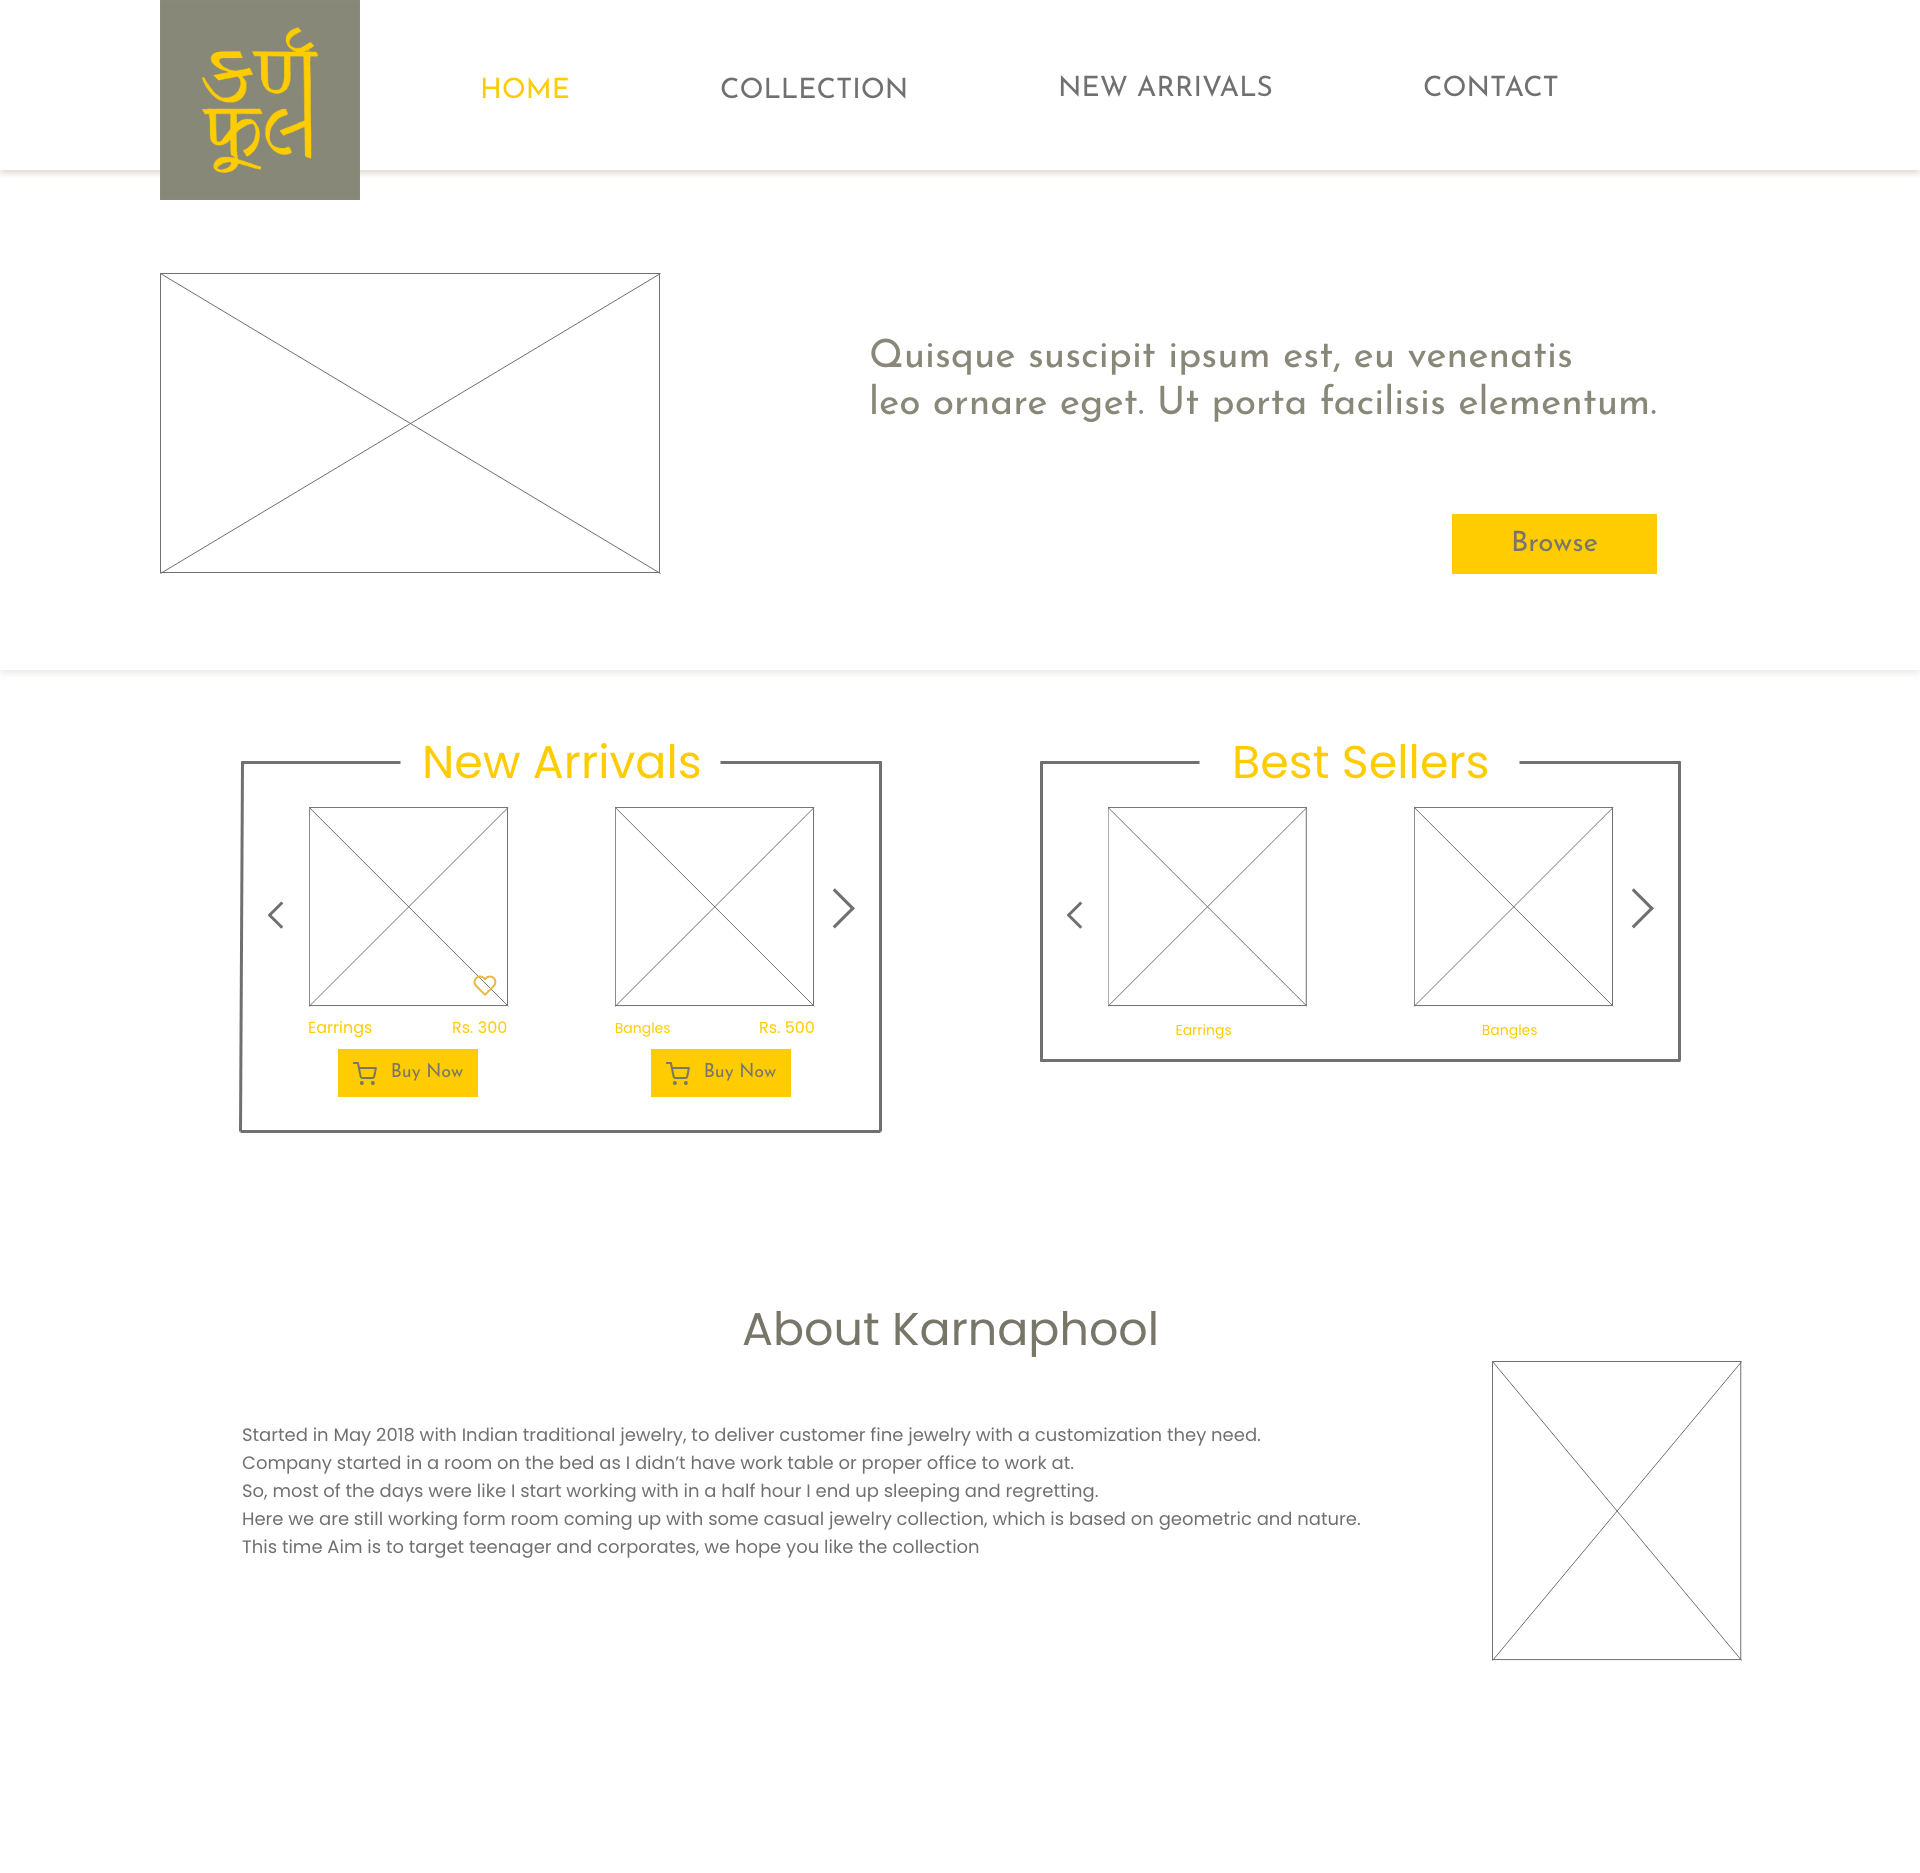 कर्ण
फुल
HOME
COLLECTION
NEW ARRIVALS
CONTACT
Quisque suscipit ipsum est, eu venenatis
leo ornare eget. Ut porta facilisis elementum.
Browse
New Arrivals
Earrings
Rs. 300
Bangles
Rs. 500
Buy Now
Buy Now
Best Sellers
Earrings
Bangles
About Karnaphool
Started in May 2018 with Indian traditional jewelry, to deliver customer fine jewelry with a customization they need.
Company started in a room on the bed as I didn’t have work table or proper office to work at.
So, most of the days were like I start working with in a half hour I end up sleeping and regretting.
Here we are still working form room coming up with some casual jewelry collection, which is based on geometric and nature.
This time Aim is to target teenager and corporates, we hope you like the collection